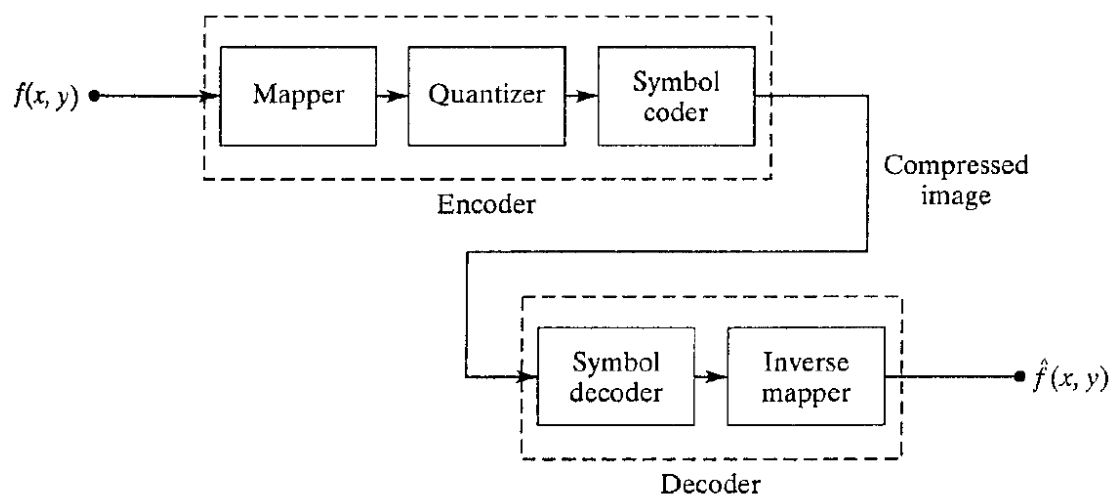 f(x, y)
Mapper
Quantizer
Symbol
coder
Encoder
Compressed
image
Symbol
decoder
Inverse
mapper
f̂(x, y)
Decoder